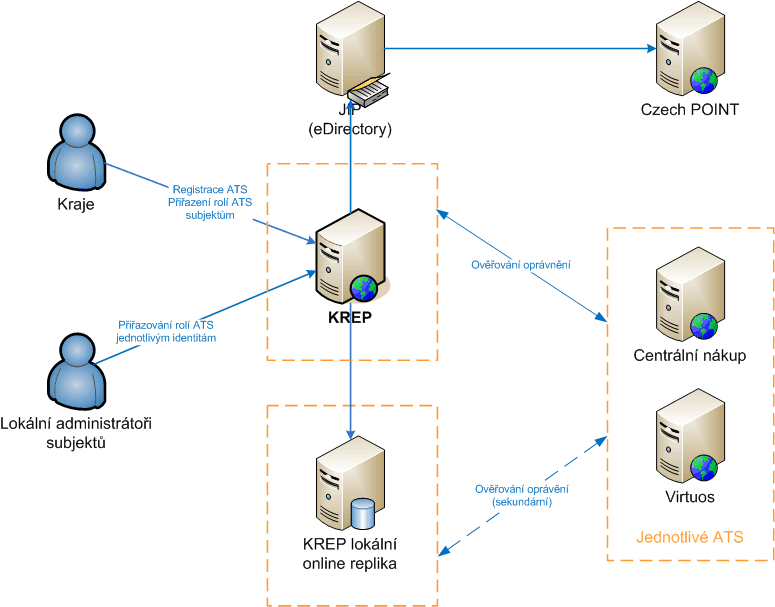 JIP
(eDirectory)
Czech POINT
Kraje
Registrace ATS
Přiřazení rolí ATS
subjektům
Ověřování oprávnění
KREP
Přiřazování rolí ATS
jednotlivým identitám
Centrální nákup
Lokální administrátoři
subjektů
Ověřování oprávění
(sekundární)
Virtuos
Jednotlivé ATS
KREP lokální
online replika